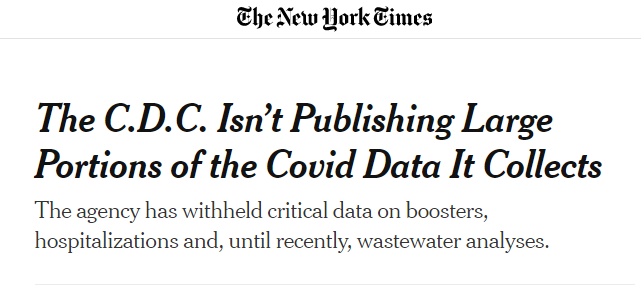 The New York Times
The C.D.C. Isn’t Publishing Large
Portions of the Covid Data It Collects
The agency has withheld critical data on boosters,
hospitalizations and, until recently, wastewater analyses.